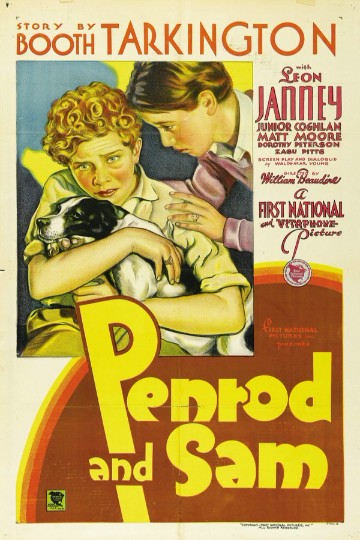 STORY BY
BOOTH TARKINGTON
with
LEON
JANNEY
JUNIOR COGHLAN
MATT MOORE
DOROTHY PETERSON
ZASU PITTS
SCREEN PLAY AND DIALOGUE
by WALDEMAR YOUNG
DIRECTED BY
William Beaudine
A
FIRST NATIONAL
and VITAPHONE
Picture
FIRST NATIONAL
PICTURES INC
presents
Penrod
and Sam